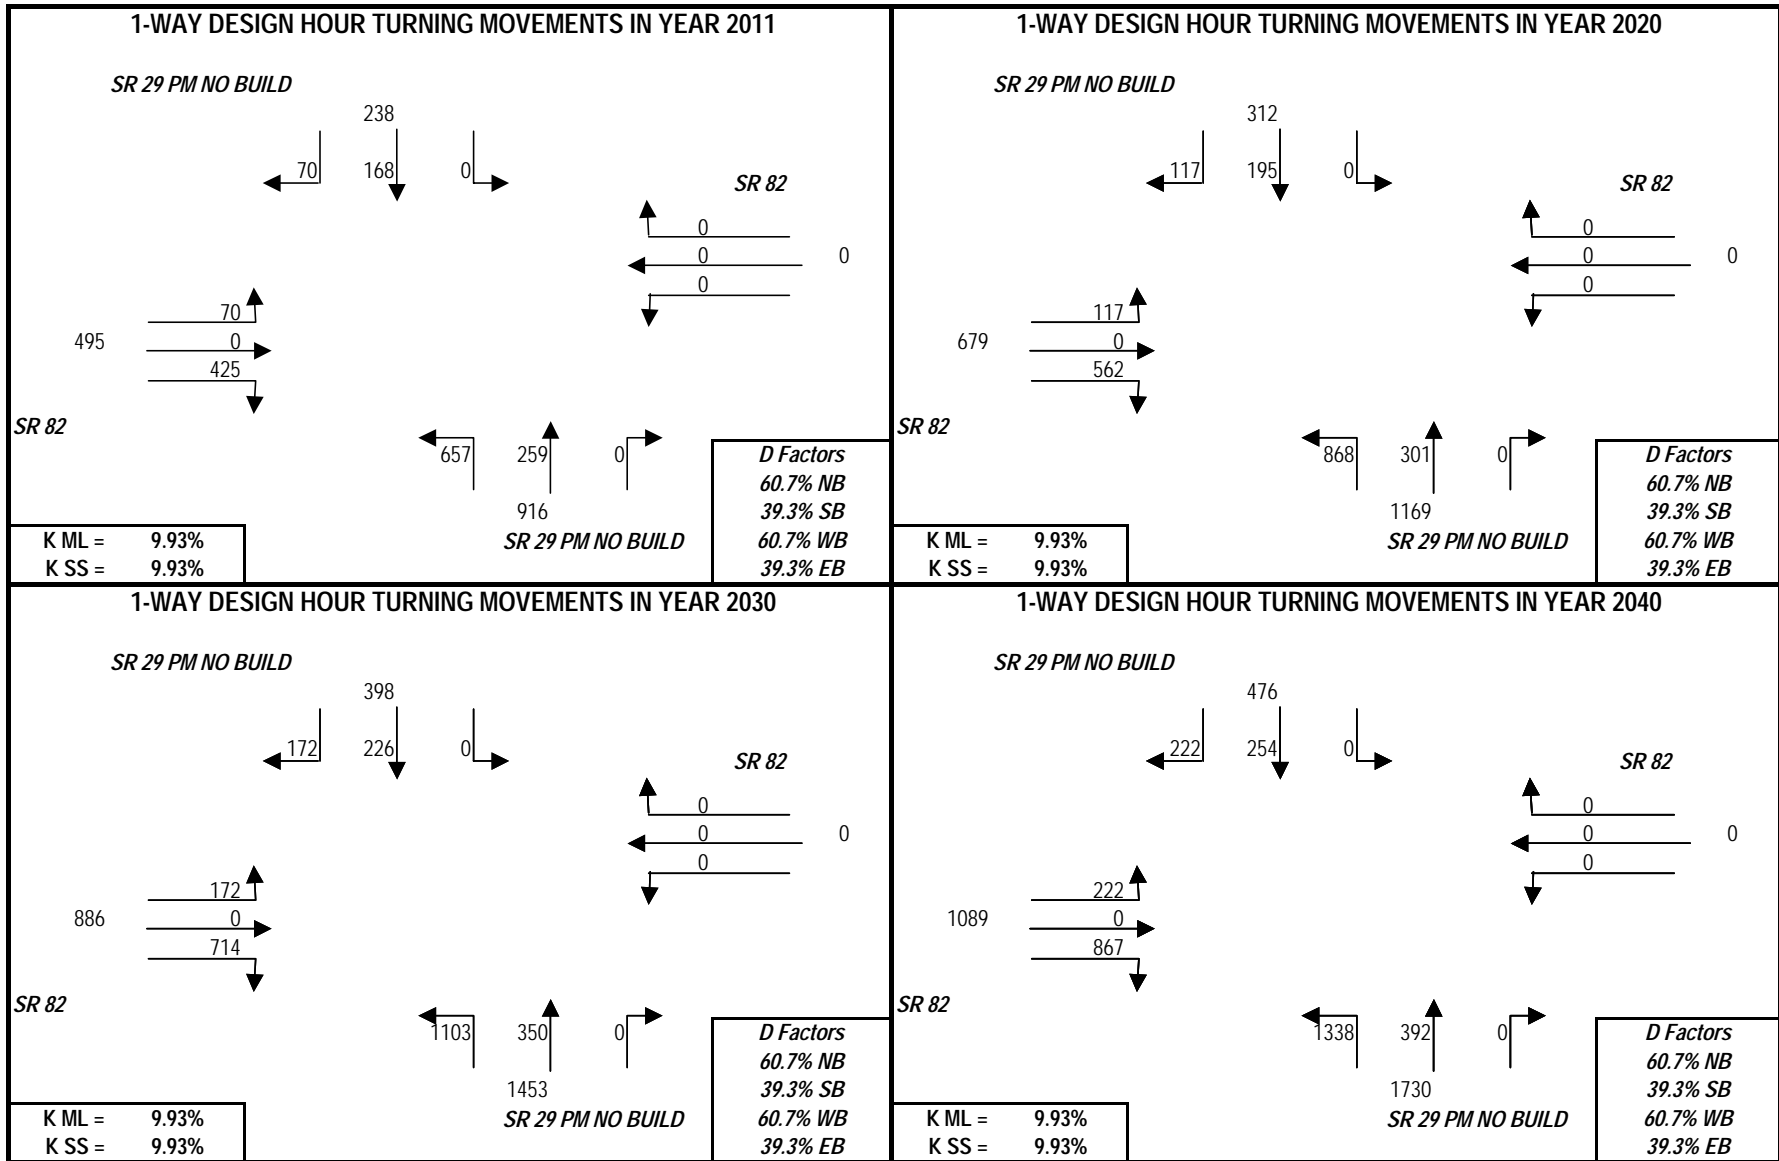 1-WAY DESIGN HOUR TURNING MOVEMENTS IN YEAR 2011
SR 29 PM NO BUILD
238
70 168 0
SR 82
0
0 0
0
70
495 0
425
SR 82
657 259 0
916
SR 29 PM NO BUILD
D Factors
60.7% NB
39.3% SB
60.7% WB
39.3% EB
K ML = 9.93%
K SS = 9.93%
1-WAY DESIGN HOUR TURNING MOVEMENTS IN YEAR 2020
SR 29 PM NO BUILD
312
117 195 0
SR 82
0
0 0
0
117
679 0
562
SR 82
868 301 0
1169
SR 29 PM NO BUILD
D Factors
60.7% NB
39.3% SB
60.7% WB
39.3% EB
K ML = 9.93%
K SS = 9.93%
1-WAY DESIGN HOUR TURNING MOVEMENTS IN YEAR 2030
SR 29 PM NO BUILD
398
172 226 0
SR 82
0
0 0
0
172
886 0
714
SR 82
1103 350 0
1453
SR 29 PM NO BUILD
D Factors
60.7% NB
39.3% SB
60.7% WB
39.3% EB
K ML = 9.93%
K SS = 9.93%
1-WAY DESIGN HOUR TURNING MOVEMENTS IN YEAR 2040
SR 29 PM NO BUILD
476
222 254 0
SR 82
0
0 0
0
222
1089 0
867
SR 82
1338 392 0
1730
SR 29 PM NO BUILD
D Factors
60.7% NB
39.3% SB
60.7% WB
39.3% EB
K ML = 9.93%
K SS = 9.93%